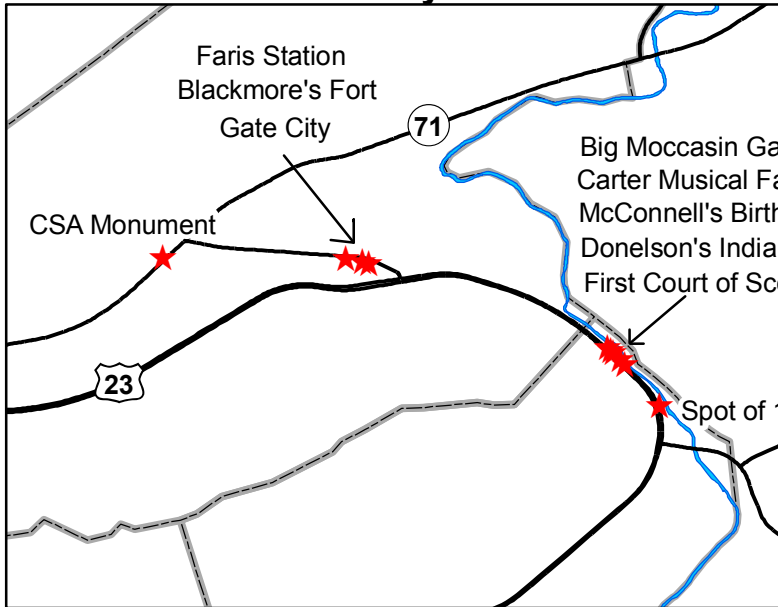 Faris Station
Blackmore's Fort
Gate City
71
Big Moccasin Ga
Carter Musical Fa
McConnell's Birth
Donelson's India
First Court of Sco
CSA Monument
23
Spot of 1